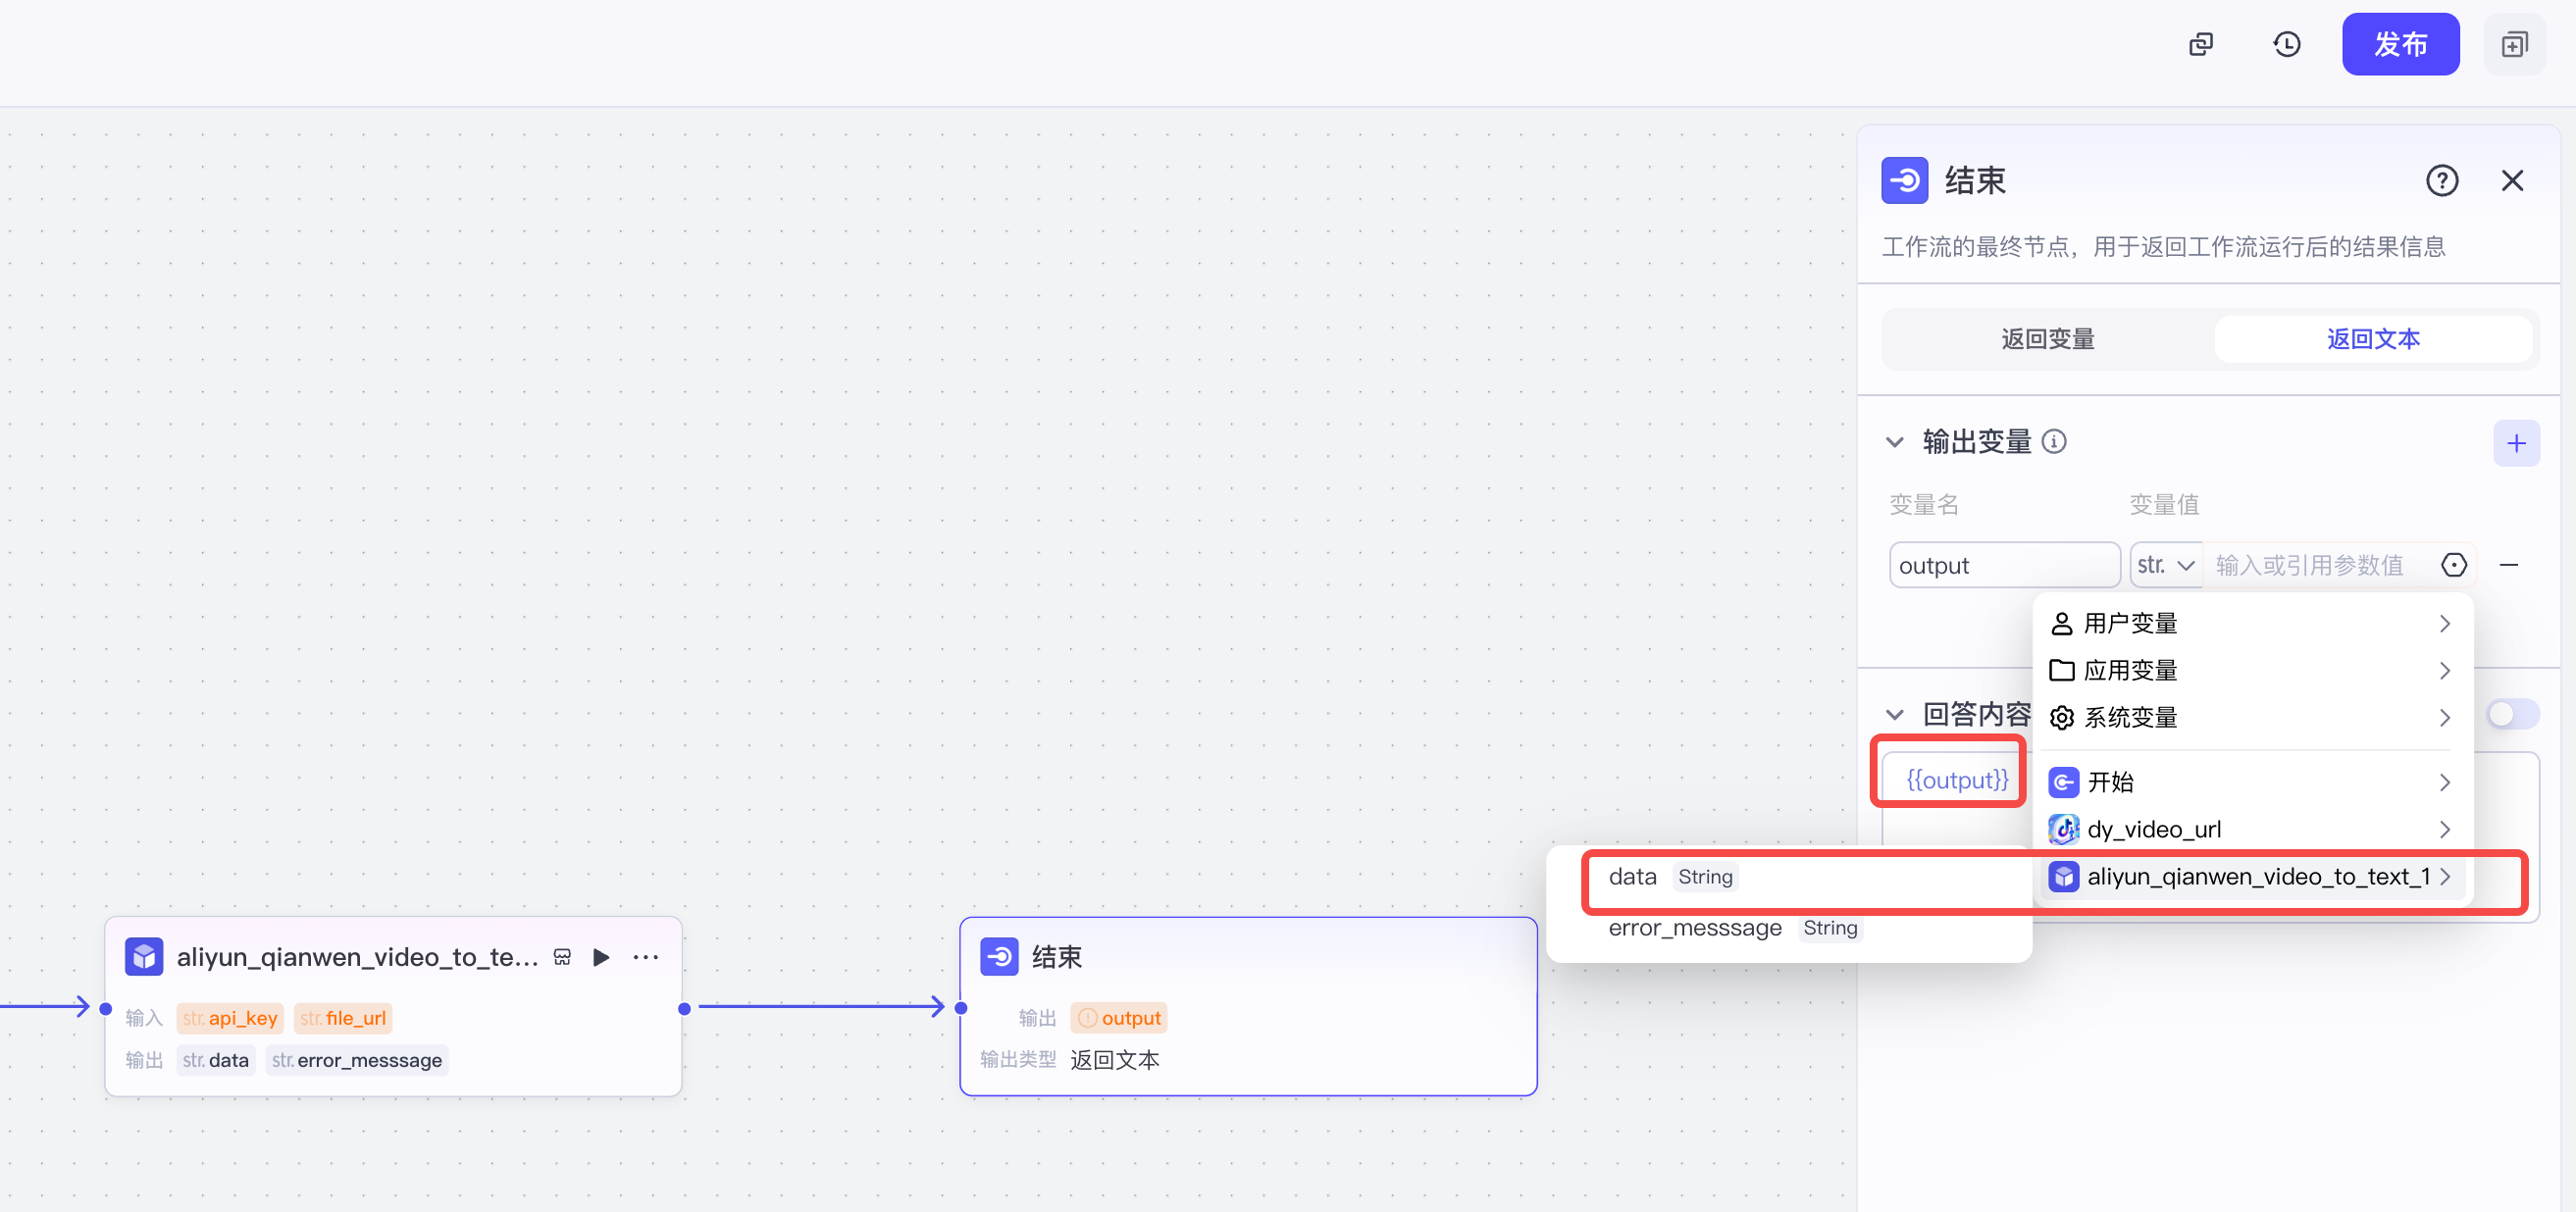 发布
结束
工作流的最终节点，用于返回工作流运行后的结果信息
返回变量 返回文本
输出变量
变量名 变量值
output str. 输入或引用参数值
用户变量
应用变量
系统变量
回答内容
{{output}}
开始
dy_video_url
aliyun_qianwen_video_to_text_1
data String
error_messsage String
aliyun_qianwen_video_to_te...
输入 str. api_key str. file_url
输出 str. data str. error_messsage
结束
输出 output
输出类型 返回文本